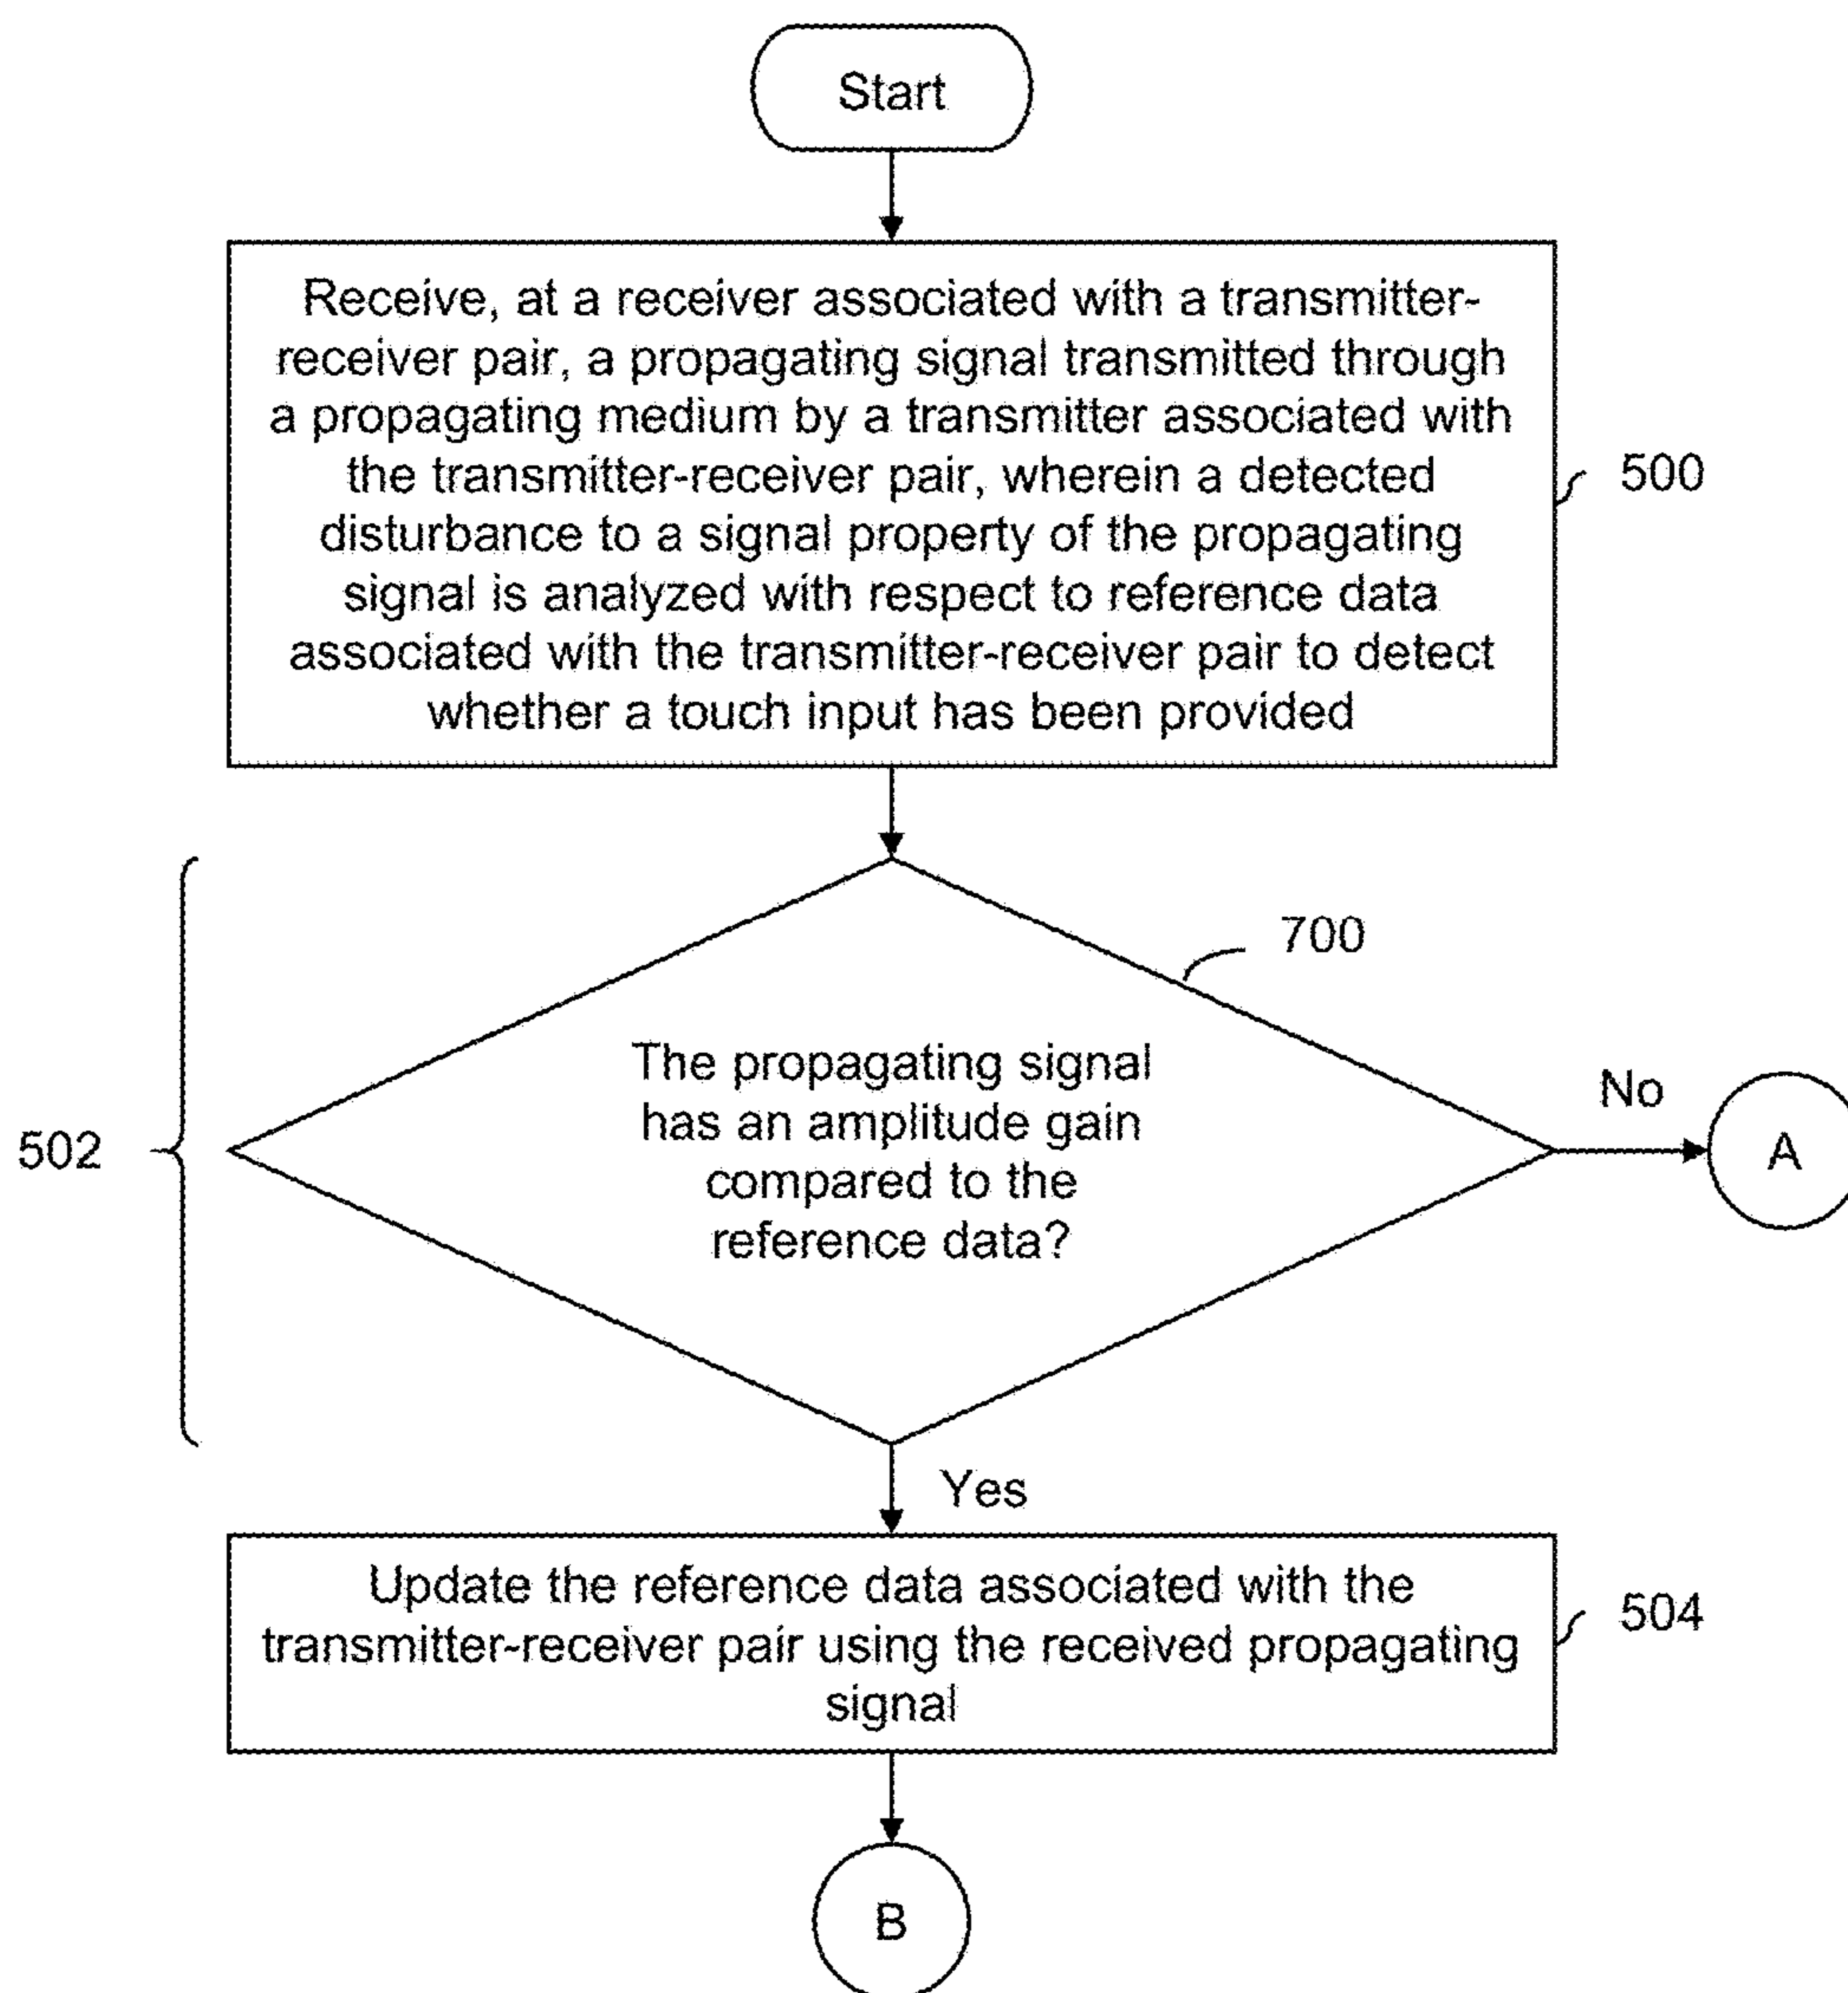 Start
Receive, at a receiver associated with a transmitter-
receiver pair, a propagating signal transmitted through
a propagating medium by a transmitter associated with
the transmitter-receiver pair, wherein a detected
disturbance to a signal property of the propagating
signal is analyzed with respect to reference data
associated with the transmitter-receiver pair to detect
whether a touch input has been provided
500
700
The propagating signal
has an amplitude gain
compared to the
reference data?
502
No
A
Yes
Update the reference data associated with the
transmitter-receiver pair using the received propagating
signal
504
B